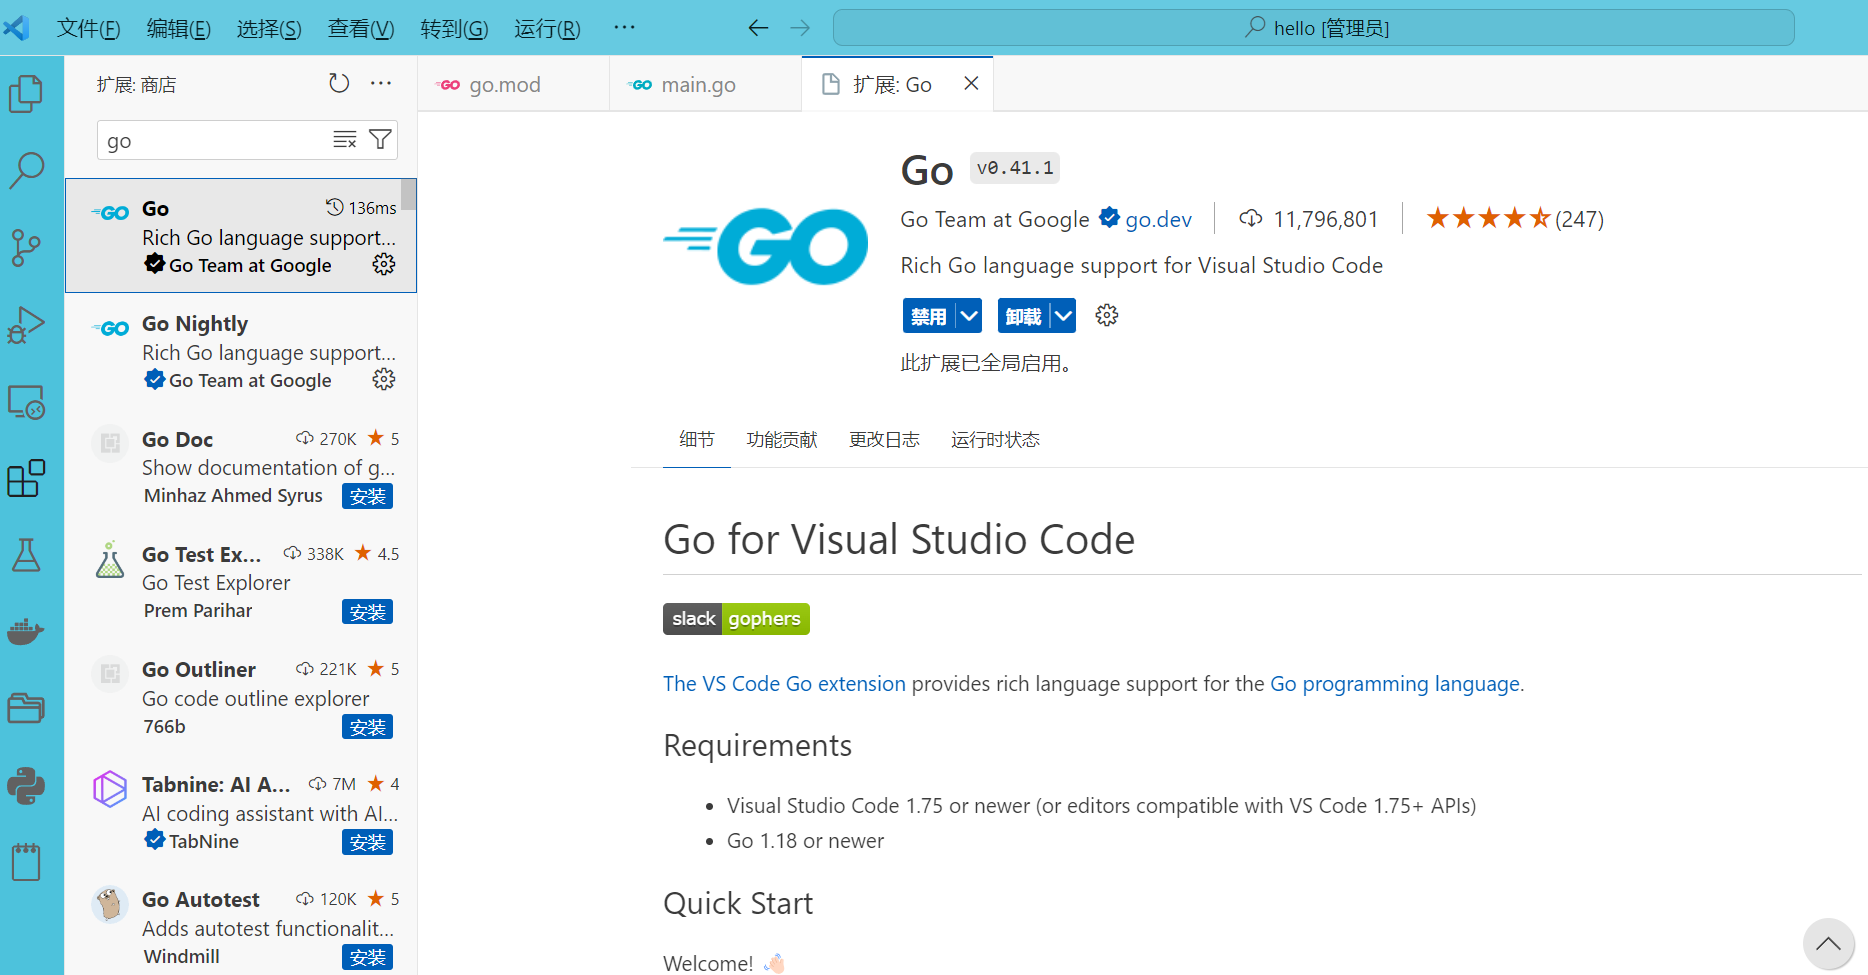 文件(F) 编辑(E) 选择(S) 查看(V) 转到(G) 运行(R) ··· hello [管理员]
扩展: 商店
go.mod main.go 扩展: Go
go
Go 136ms
Rich Go language support...
Go Team at Google
Go Nightly
Rich Go language support...
Go Team at Google
Go Doc 270K 5
Show documentation of g...
Minhaz Ahmed Syrus 安装
Go Test Ex... 338K 4.5
Go Test Explorer
Prem Parihar 安装
Go Outliner 221K 5
Go code outline explorer
766b 安装
Tabnine: AI A... 7M 4
AI coding assistant with AI...
TabNine 安装
Go Autotest 120K 5
Adds autotest functionalit...
Windmill 安装
GO
Go v0.41.1
Go Team at Google go.dev 11,796,801 (247)
Rich Go language support for Visual Studio Code
禁用 卸载
此扩展已全局启用。
细节 功能贡献 更改日志 运行时状态
Go for Visual Studio Code
slack gophers
The VS Code Go extension provides rich language support for the Go programming language.
Requirements
• Visual Studio Code 1.75 or newer (or editors compatible with VS Code 1.75+ APIs)
• Go 1.18 or newer
Quick Start
Welcome! 👋🏻